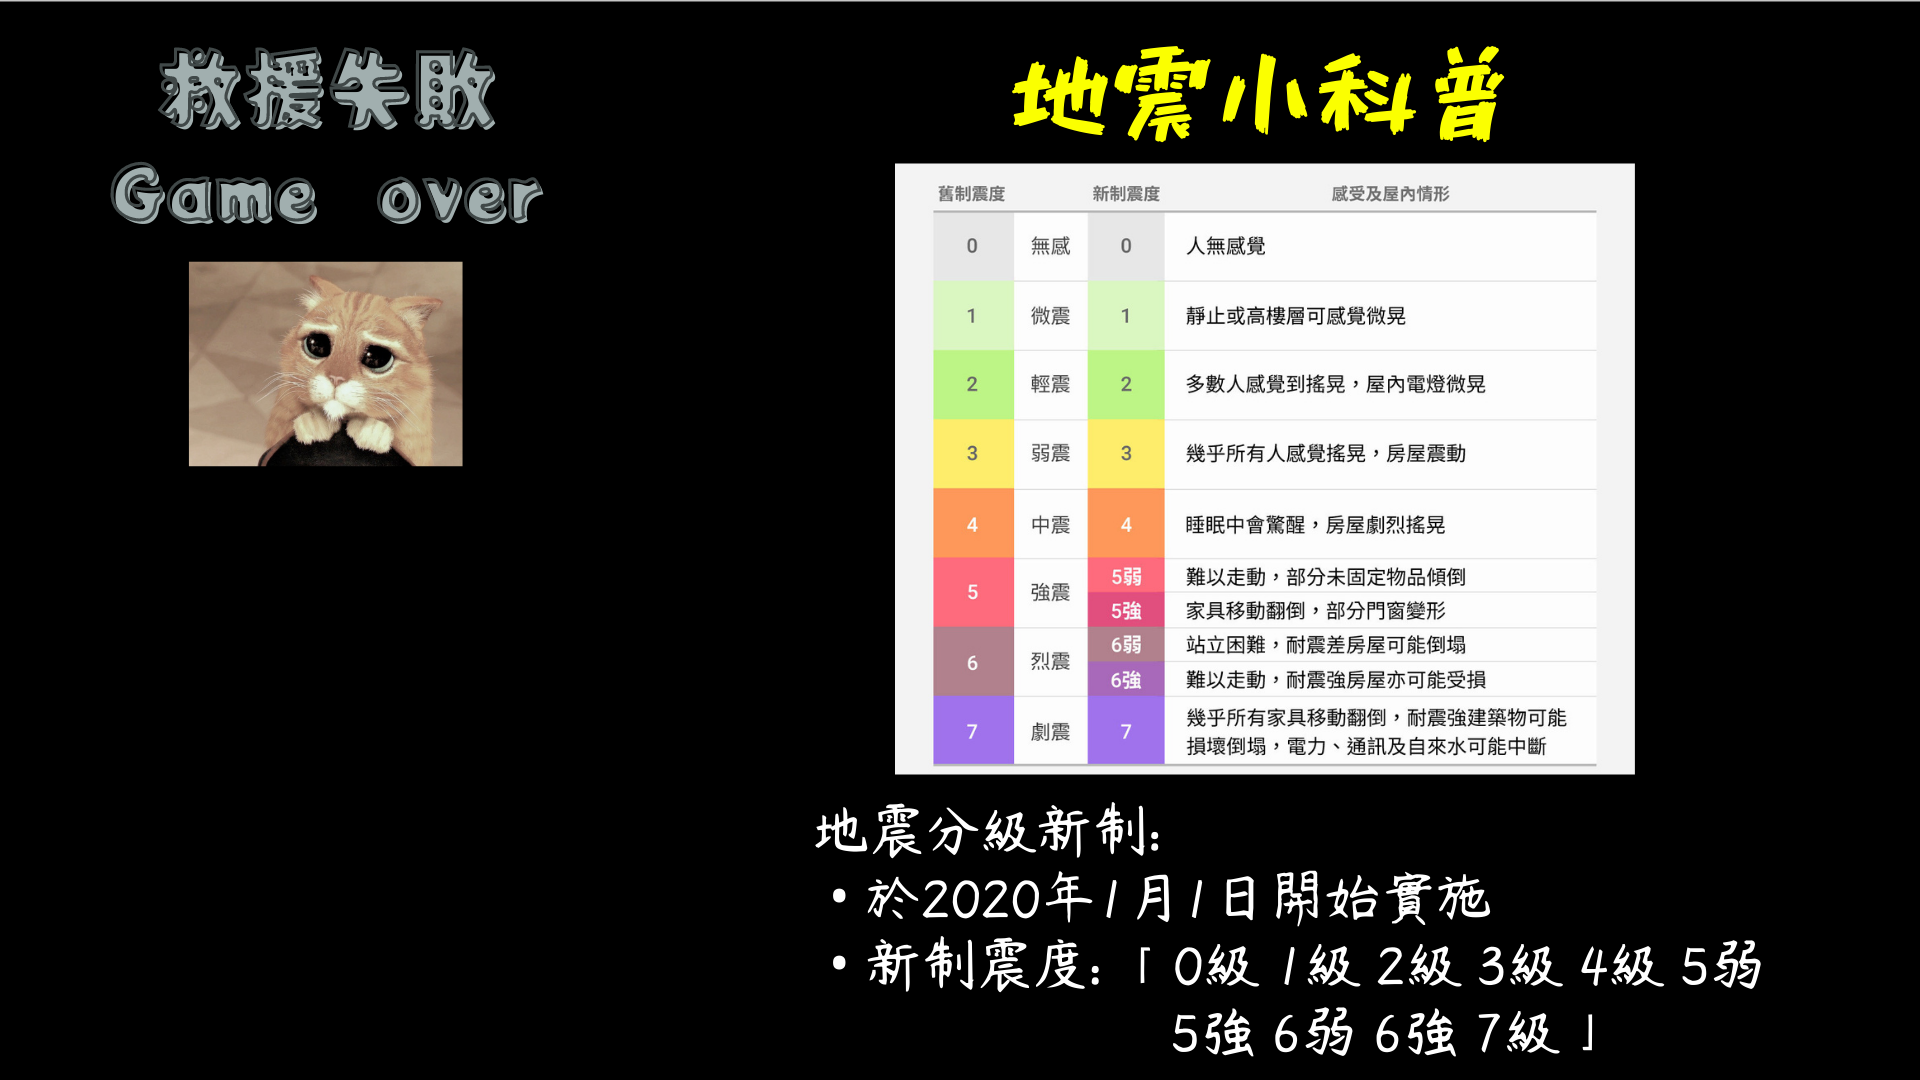 救援失敗
Game over
地震小科普
舊制震度 新制震度 感受及屋內情形
0 無感 0 人無感覺
1 微震 1 靜止或高樓層可感覺微晃
2 輕震 2 多數人感覺到搖晃，屋內電燈微晃
3 弱震 3 幾乎所有人感覺搖晃，房屋震動
4 中震 4 睡眠中會驚醒，房屋劇烈搖晃
5 強震 5弱 難以走動，部分未固定物品傾倒
5強 家具移動翻倒，部分門窗變形
6 烈震 6弱 站立困難，耐震差房屋可能倒塌
6強 難以走動，耐震強房屋亦可能受損
7 劇震 7 幾乎所有家具移動翻倒，耐震強建築物可能
損壞倒塌，電力、通訊及自來水可能中斷
地震分級新制:
•於2020年1月1日開始實施
•新制震度:「 0級 1級 2級 3級 4級 5弱
5強 6弱 6強 7級 」